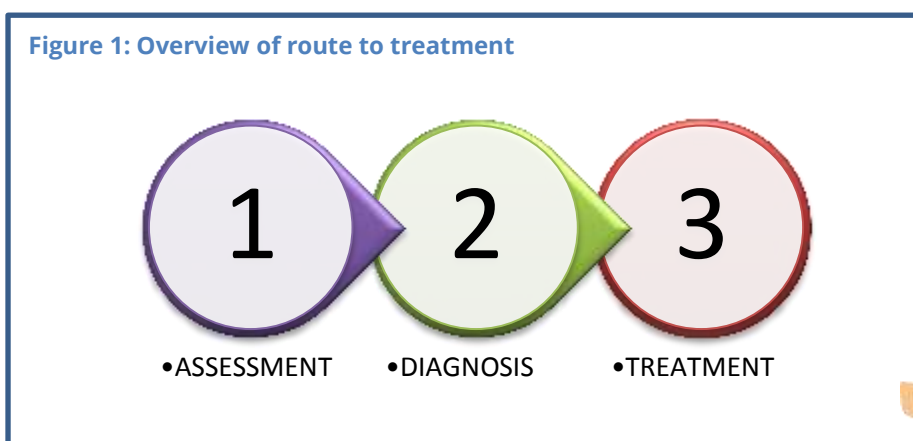 Figure 1: Overview of route to treatment
1 2 3
•ASSESSMENT •DIAGNOSIS •TREATMENT